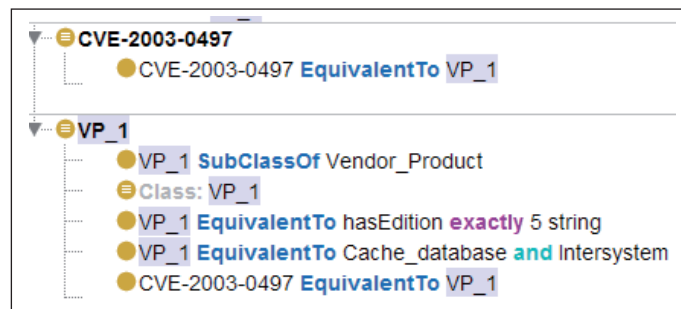 CVE-2003-0497
CVE-2003-0497 EquivalentTo VP_1
VP_1
VP_1 SubClassOf Vendor_Product
Class: VP_1
VP_1 EquivalentTo hasEdition exactly 5 string
VP_1 EquivalentTo Cache_database and Intersystem
CVE-2003-0497 EquivalentTo VP_1